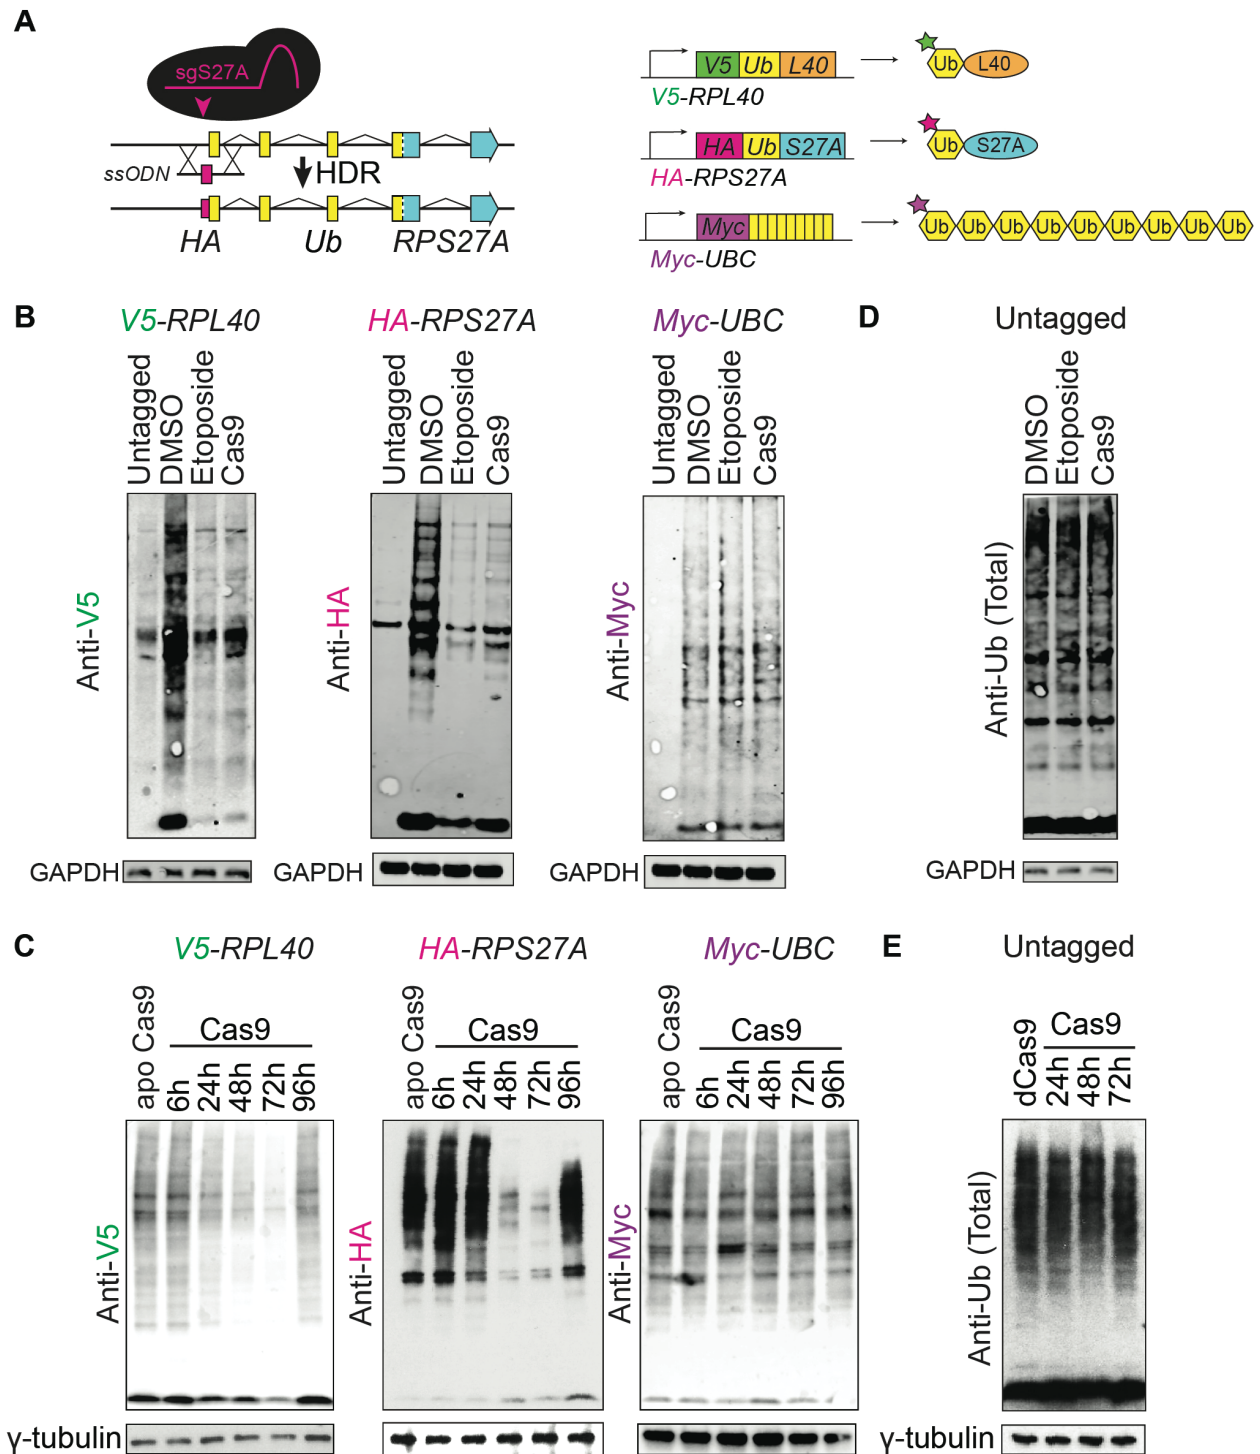 A
sgS27A
ssODN
HDR
HA Ub RPS27A
V5 Ub L40
V5-RPL40
Ub L40
HA Ub S27A
HA-RPS27A
Ub S27A
Myc
Myc-UBC
Ub Ub Ub Ub Ub Ub Ub Ub Ub
B
V5-RPL40
Untagged
DMSO
Etoposide
Cas9
Anti-V5
GAPDH
HA-RPS27A
Untagged
DMSO
Etoposide
Cas9
Anti-HA
GAPDH
Myc-UBC
Untagged
DMSO
Etoposide
Cas9
Anti-Myc
GAPDH
D
Untagged
DMSO
Etoposide
Cas9
Anti-Ub (Total)
GAPDH
C
V5-RPL40
apo Cas9
Cas9
6h
24h
48h
72h
96h
Anti-V5
γ-tubulin
HA-RPS27A
apo Cas9
Cas9
6h
24h
48h
72h
96h
Anti-HA
Myc-UBC
apo Cas9
Cas9
6h
24h
48h
72h
96h
Anti-Myc
E
Untagged
dCas9
Cas9
24h
48h
72h
Anti-Ub (Total)
γ-tubulin